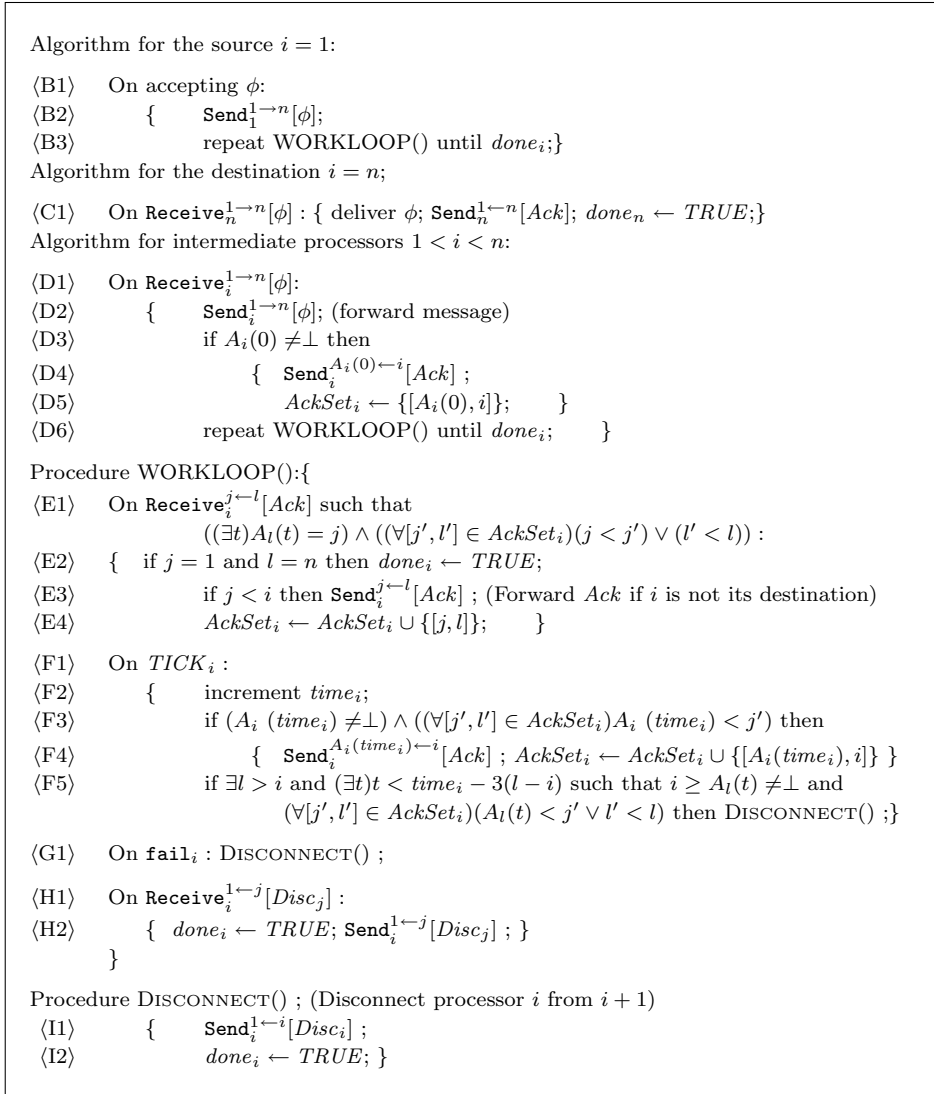 Algorithm for the source i = 1:
⟨B1⟩ On accepting ϕ:
⟨B2⟩ { Send₁^{1→n}[ϕ];
⟨B3⟩ repeat WORKLOOP() until done_i;}
Algorithm for the destination i = n;
⟨C1⟩ On Receive_n^{1→n}[ϕ] : { deliver ϕ; Send_n^{1←n}[Ack]; done_n ← TRUE;}
Algorithm for intermediate processors 1 < i < n:
⟨D1⟩ On Receive_i^{1→n}[ϕ]:
⟨D2⟩ { Send_i^{1→n}[ϕ]; (forward message)
⟨D3⟩ if A_i(0) ≠⊥ then
⟨D4⟩ { Send_i^{A_i(0)←i}[Ack] ;
⟨D5⟩ AckSet_i ← {[A_i(0), i]}; }
⟨D6⟩ repeat WORKLOOP() until done_i; }
Procedure WORKLOOP():{
⟨E1⟩ On Receive_i^{j←l}[Ack] such that
((∃t)A_l(t) = j) ∧ ((∀[j′, l′] ∈ AckSet_i)(j < j′) ∨ (l′ < l)) :
⟨E2⟩ { if j = 1 and l = n then done_i ← TRUE;
⟨E3⟩ if j < i then Send_i^{j←l}[Ack] ; (Forward Ack if i is not its destination)
⟨E4⟩ AckSet_i ← AckSet_i ∪ {[j, l]}; }
⟨F1⟩ On TICK_i :
⟨F2⟩ { increment time_i;
⟨F3⟩ if (A_i (time_i) ≠⊥) ∧ ((∀[j′, l′] ∈ AckSet_i)A_i (time_i) < j′) then
⟨F4⟩ { Send_i^{A_i(time_i)←i}[Ack] ; AckSet_i ← AckSet_i ∪ {[A_i(time_i), i]} }
⟨F5⟩ if ∃l > i and (∃t)t < time_i − 3(l − i) such that i ≥ A_l(t) ≠⊥ and
(∀[j′, l′] ∈ AckSet_i)(A_l(t) < j′ ∨ l′ < l) then DISCONNECT() ;}
⟨G1⟩ On fail_i : DISCONNECT() ;
⟨H1⟩ On Receive_i^{1←j}[Disc_j] :
⟨H2⟩ { done_i ← TRUE; Send_i^{1←j}[Disc_j] ; }
}
Procedure DISCONNECT() ; (Disconnect processor i from i + 1)
⟨I1⟩ { Send_i^{1←i}[Disc_i] ;
⟨I2⟩ done_i ← TRUE; }